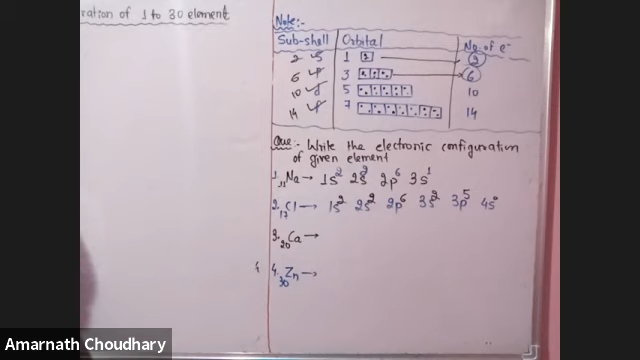 ration of 1 to 30 element
Note:-
Sub-shell Orbital No. of e⁻
2 s 1 2
6 p 3 6
10 d 5 10
14 f 7 14
Que:- Write the electronic configuration
of given element
1. ₁₁Na → 1s² 2s² 2p⁶ 3s¹
2. ₁₇Cl → 1s² 2s² 2p⁶ 3s² 3p⁵ 4s⁰
3. ₂₀Ca →
4. ₃₀Zn →
Amarnath Choudhary